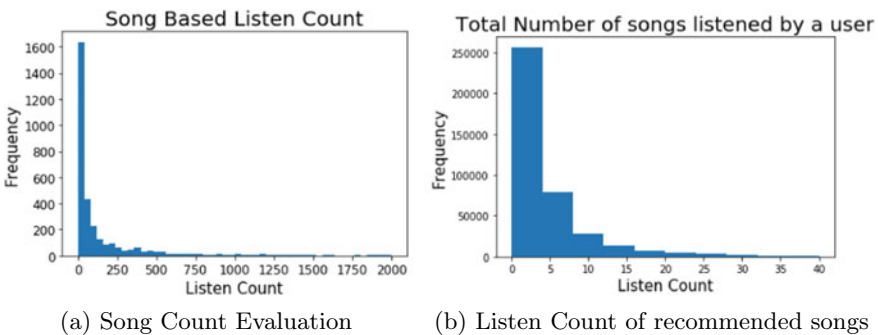 Song Based Listen Count
1600
1400
1200
1000
800
600
400
200
0
Frequency
0 250 500 750 1000 1250 1500 1750 2000
Listen Count
(a) Song Count Evaluation
Total Number of songs listened by a user
250000
200000
150000
100000
50000
0
Frequency
0 5 10 15 20 25 30 35 40
Listen Count
(b) Listen Count of recommended songs